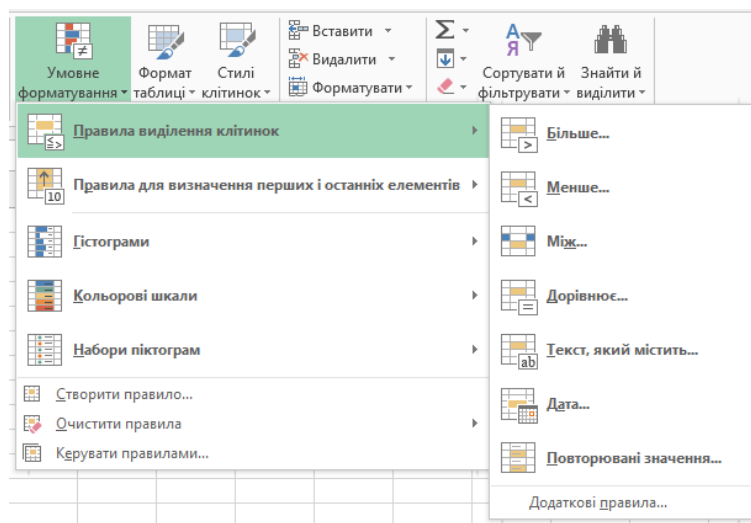 Умовне форматування
Формат таблиці
Стилі клітинок
Вставити
Видалити
Форматувати
Σ
АЯ
Сортувати й фільтрувати
Знайти й виділити
Правила виділення клітинок
Правила для визначення перших і останніх елементів
10
Гістограми
Кольорові шкали
Набори піктограм
Створити правило...
Очистити правила
Керувати правилами...
Більше...
Менше...
Між...
Дорівнює...
Текст, який містить...
ab
Дата...
Повторювані значення...
Додаткові правила...